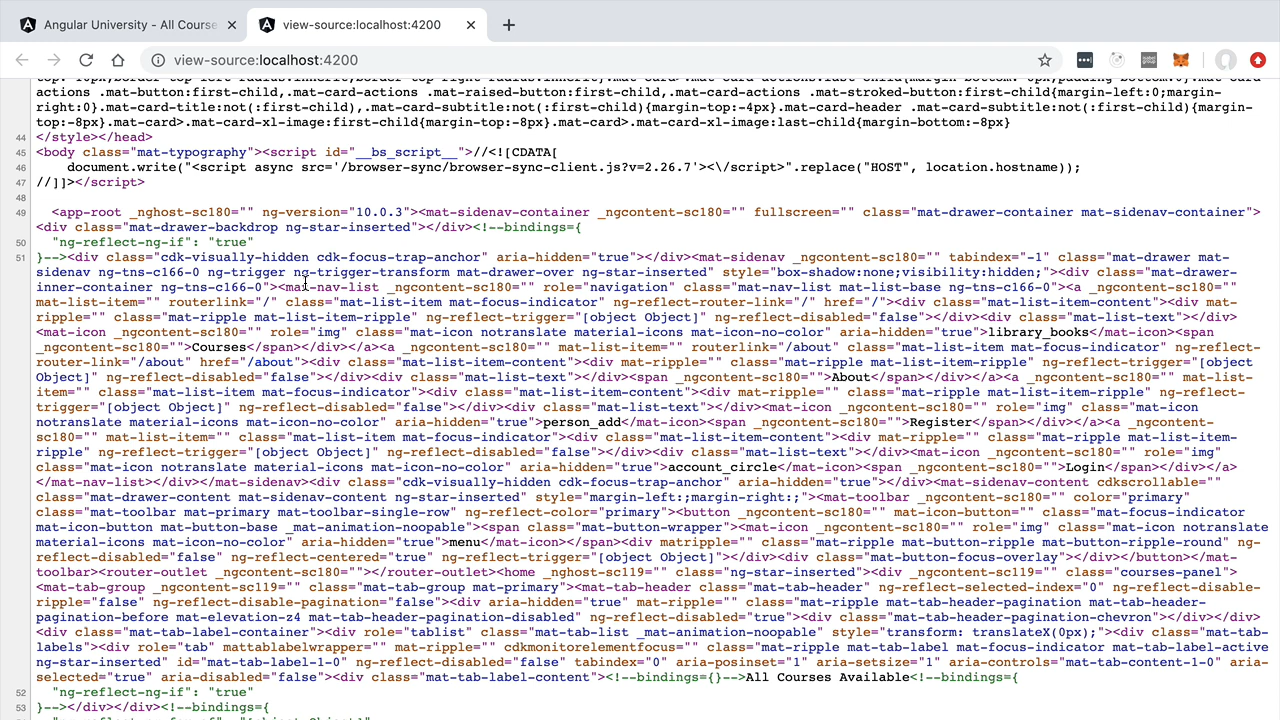 Angular University - All Course
view-source:localhost:4200
view-source:localhost:4200
actions .mat-button:first-child,.mat-card-actions .mat-raised-button:first-child,.mat-card-actions .mat-stroked-button:first-child{margin-left:0;margin-
right:0}.mat-card-title:not(:first-child),.mat-card-subtitle:not(:first-child){margin-top:-4px}.mat-card-header .mat-card-subtitle:not(:first-child){margin-
top:-8px}.mat-card>.mat-card-xl-image:first-child{margin-top:-8px}.mat-card>.mat-card-xl-image:last-child{margin-bottom:-8px}
44 </style></head>
45 <body class="mat-typography"><script id="__bs_script__">//<![CDATA[
46 document.write("<script async src='/browser-sync/browser-sync-client.js?v=2.26.7'><\/script>".replace("HOST", location.hostname));
47 //]]></script>
48
49 <app-root _nghost-sc180="" ng-version="10.0.3"><mat-sidenav-container _ngcontent-sc180="" fullscreen="" class="mat-drawer-container mat-sidenav-container">
<div class="mat-drawer-backdrop ng-star-inserted"></div><!--bindings={
50 "ng-reflect-ng-if": "true"
51 }--><div class="cdk-visually-hidden cdk-focus-trap-anchor" aria-hidden="true"></div><mat-sidenav _ngcontent-sc180="" tabindex="-1" class="mat-drawer mat-
sidenav ng-tns-c166-0 ng-trigger ng-trigger-transform mat-drawer-over ng-star-inserted" style="box-shadow:none;visibility:hidden;"><div class="mat-drawer-
inner-container ng-tns-c166-0"><mat-nav-list _ngcontent-sc180="" role="navigation" class="mat-nav-list mat-list-base ng-tns-c166-0"><a _ngcontent-sc180=""
mat-list-item="" routerlink="/" class="mat-list-item mat-focus-indicator" ng-reflect-router-link="/" href="/"><div class="mat-list-item-content"><div mat-
ripple="" class="mat-ripple mat-list-item-ripple" ng-reflect-trigger="[object Object]" ng-reflect-disabled="false"></div><div class="mat-list-text"></div>
<mat-icon _ngcontent-sc180="" role="img" class="mat-icon notranslate material-icons mat-icon-no-color" aria-hidden="true">library_books</mat-icon><span
_ngcontent-sc180="">Courses</span></div></a><a _ngcontent-sc180="" mat-list-item="" routerlink="/about" class="mat-list-item mat-focus-indicator" ng-reflect-
router-link="/about" href="/about"><div class="mat-list-item-content"><div mat-ripple="" class="mat-ripple mat-list-item-ripple" ng-reflect-trigger="[object
Object]" ng-reflect-disabled="false"></div><div class="mat-list-text"></div><span _ngcontent-sc180="">About</span></div></a><a _ngcontent-sc180="" mat-list-
item="" class="mat-list-item mat-focus-indicator"><div class="mat-list-item-content"><div mat-ripple="" class="mat-ripple mat-list-item-ripple" ng-reflect-
trigger="[object Object]" ng-reflect-disabled="false"></div><div class="mat-list-text"></div><mat-icon _ngcontent-sc180="" role="img" class="mat-icon
notranslate material-icons mat-icon-no-color" aria-hidden="true">person_add</mat-icon><span _ngcontent-sc180="">Register</span></div></a><a _ngcontent-
sc180="" mat-list-item="" class="mat-list-item mat-focus-indicator"><div class="mat-list-item-content"><div mat-ripple="" class="mat-ripple mat-list-item-
ripple" ng-reflect-trigger="[object Object]" ng-reflect-disabled="false"></div><div class="mat-list-text"></div><mat-icon _ngcontent-sc180="" role="img"
class="mat-icon notranslate material-icons mat-icon-no-color" aria-hidden="true">account_circle</mat-icon><span _ngcontent-sc180="">Login</span></div></a>
</mat-nav-list></div></mat-sidenav><div class="cdk-visually-hidden cdk-focus-trap-anchor" aria-hidden="true"></div><mat-sidenav-content cdkscrollable=""
class="mat-drawer-content mat-sidenav-content ng-star-inserted" style="margin-left:;margin-right:;"><mat-toolbar _ngcontent-sc180="" color="primary"
class="mat-toolbar mat-primary mat-toolbar-single-row" ng-reflect-color="primary"><button _ngcontent-sc180="" mat-icon-button="" class="mat-focus-indicator
mat-icon-button mat-button-base _mat-animation-noopable"><span class="mat-button-wrapper"><mat-icon _ngcontent-sc180="" role="img" class="mat-icon notranslate
material-icons mat-icon-no-color" aria-hidden="true">menu</mat-icon></span><div matripple="" class="mat-ripple mat-button-ripple mat-button-ripple-round" ng-
reflect-disabled="false" ng-reflect-centered="true" ng-reflect-trigger="[object Object]"></div><div class="mat-button-focus-overlay"></div></button></mat-
toolbar><router-outlet _ngcontent-sc180=""></router-outlet><home _nghost-sc119="" class="ng-star-inserted"><div _ngcontent-sc119="" class="courses-panel">
<mat-tab-group _ngcontent-sc119="" class="mat-tab-group mat-primary"><mat-tab-header class="mat-tab-header" ng-reflect-selected-index="0" ng-reflect-disable-
ripple="false" ng-reflect-disable-pagination="false"><div aria-hidden="true" mat-ripple="" class="mat-ripple mat-tab-header-pagination mat-tab-header-
pagination-before mat-elevation-z4 mat-tab-header-pagination-disabled" ng-reflect-disabled="true"><div class="mat-tab-header-pagination-chevron"></div></div>
<div class="mat-tab-label-container"><div role="tablist" class="mat-tab-list _mat-animation-noopable" style="transform: translateX(0px);"><div class="mat-tab-
labels"><div role="tab" mattablabelwrapper="" mat-ripple="" cdkmonitorelementfocus="" class="mat-ripple mat-tab-label mat-focus-indicator mat-tab-label-active
ng-star-inserted" id="mat-tab-label-1-0" ng-reflect-disabled="false" tabindex="0" aria-posinset="1" aria-setsize="1" aria-controls="mat-tab-content-1-0" aria-
selected="true" aria-disabled="false"><div class="mat-tab-label-content"><!--bindings={}-->All Courses Available<!--bindings={
52 "ng-reflect-ng-if": "true"
53 }--></div></div><!--bindings={